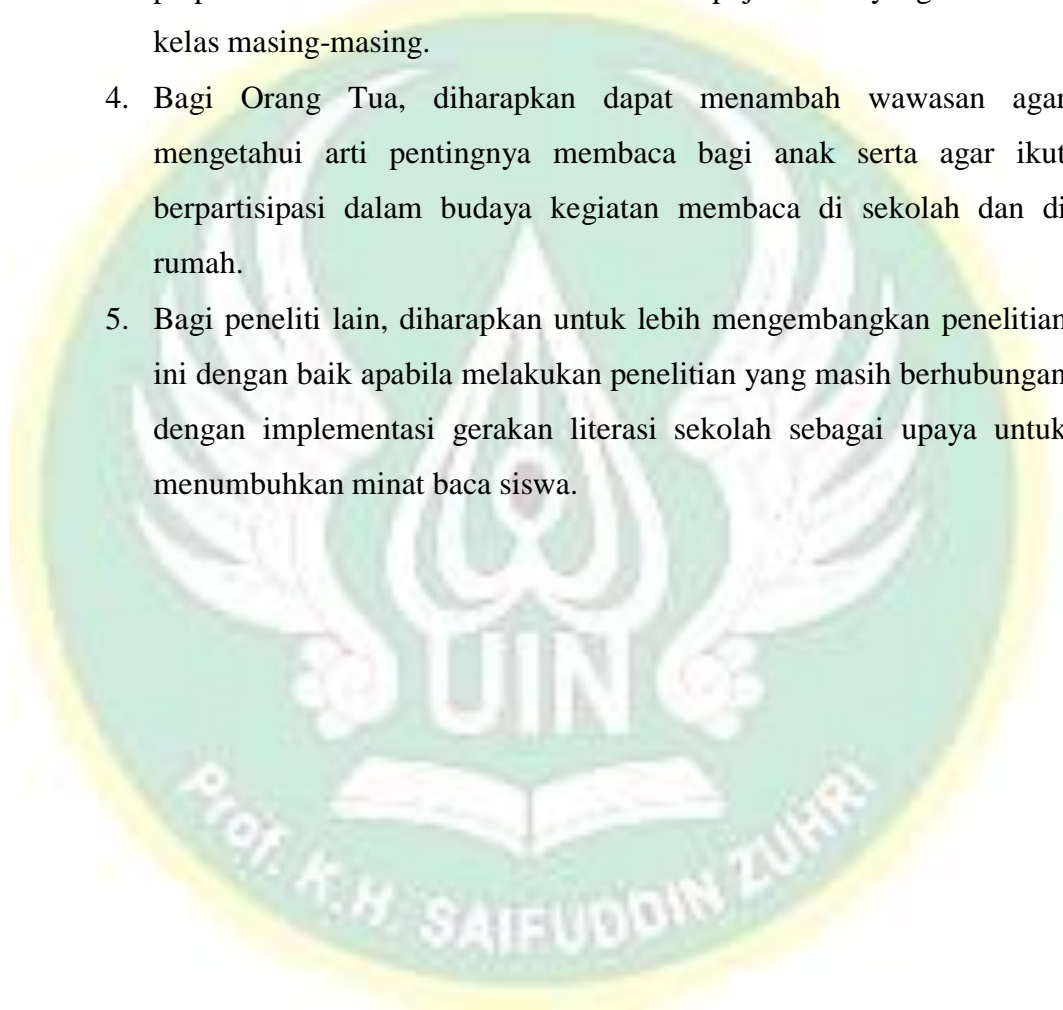 kelas masing-masing.
4. Bagi Orang Tua, diharapkan dapat menambah wawasan agar
mengetahui arti pentingnya membaca bagi anak serta agar ikut
berpartisipasi dalam budaya kegiatan membaca di sekolah dan di
rumah.
5. Bagi peneliti lain, diharapkan untuk lebih mengembangkan penelitian
ini dengan baik apabila melakukan penelitian yang masih berhubungan
dengan implementasi gerakan literasi sekolah sebagai upaya untuk
menumbuhkan minat baca siswa.
UIN
Prof. K.H. SAIFUDDIN ZUHRI